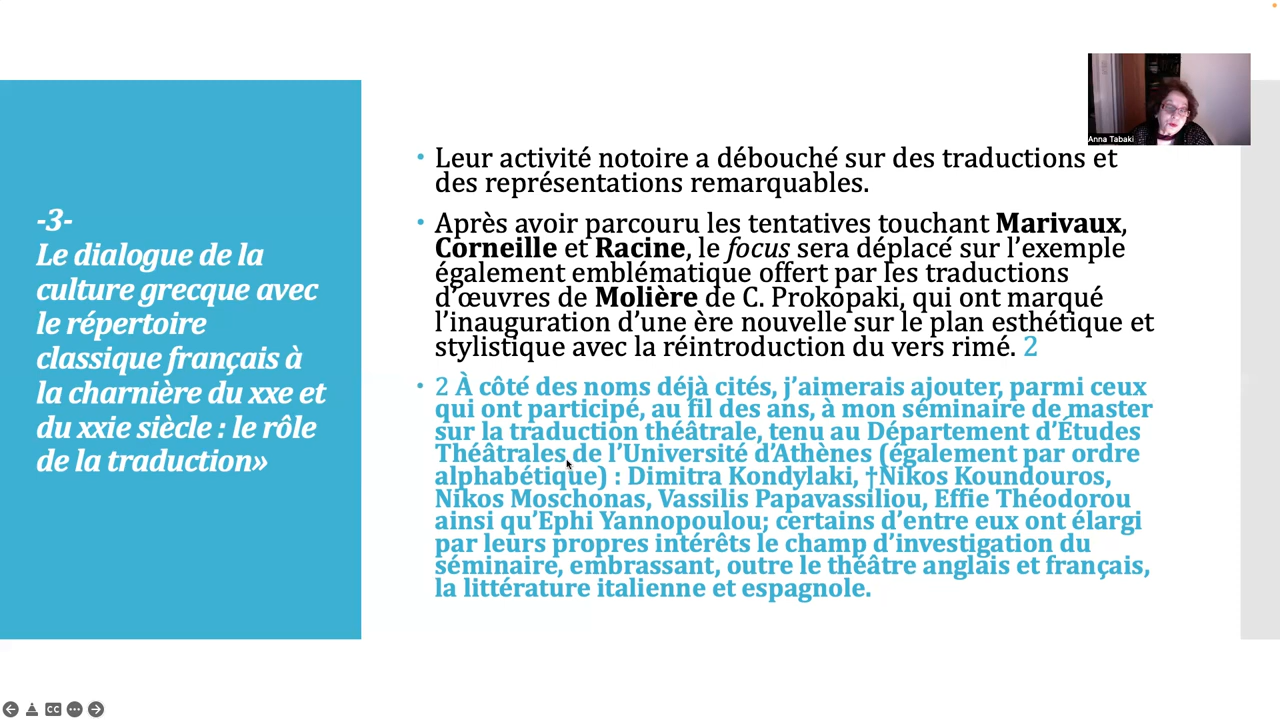 -3-
Le dialogue de la
culture grecque avec
le répertoire
classique français à
la charnière du xxe et
du xxie siècle : le rôle
de la traduction»
Anna Tabaki
• Leur activité notoire a débouché sur des traductions et
des représentations remarquables.
• Après avoir parcouru les tentatives touchant Marivaux,
Corneille et Racine, le focus sera déplacé sur l’exemple
également emblématique offert par les traductions
d’œuvres de Molière de C. Prokopaki, qui ont marqué
l’inauguration d’une ère nouvelle sur le plan esthétique et
stylistique avec la réintroduction du vers rimé. 2
• 2 À côté des noms déjà cités, j’aimerais ajouter, parmi ceux
qui ont participé, au fil des ans, à mon séminaire de master
sur la traduction théâtrale, tenu au Département d’Études
Théâtrales de l’Université d’Athènes (également par ordre
alphabétique) : Dimitra Kondylaki, †Nikos Koundouros,
Nikos Moschonas, Vassilis Papavassiliou, Effie Théodorou
ainsi qu’Ephi Yannopoulou; certains d’entre eux ont élargi
par leurs propres intérêts le champ d’investigation du
séminaire, embrassant, outre le théâtre anglais et français,
la littérature italienne et espagnole.
CC